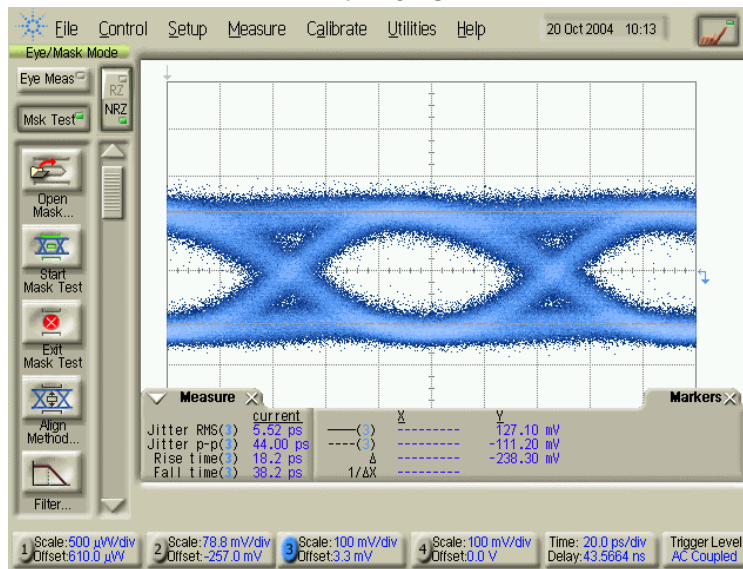 File Control Setup Measure Calibrate Utilities Help 20 Oct 2004 10:13
Eye/Mask Mode
Eye Meas
RZ
NRZ
Msk Test
Open
Mask...
Start
Mask Test
Exit
Mask Test
Align
Method...
Filter...
Measure
Markers
current
Jitter RMS(3) 5.52 ps
Jitter p-p(3) 44.00 ps
Rise time(3) 18.2 ps
Fall time(3) 38.2 ps
X Y
——(3) --------- 127.10 mV
----(3) --------- -111.20 mV
Δ --------- -238.30 mV
1/ΔX ---------
1 Scale:500 µW/div
Offset:610.0 µW
2 Scale:78.8 mV/div
Offset:-257.0 mV
3 Scale:100 mV/div
Offset:3.3 mV
4 Scale:100 mV/div
Offset:0.0 V
Time: 20.0 ps/div
Delay:43.5664 ns
Trigger Level
AC Coupled